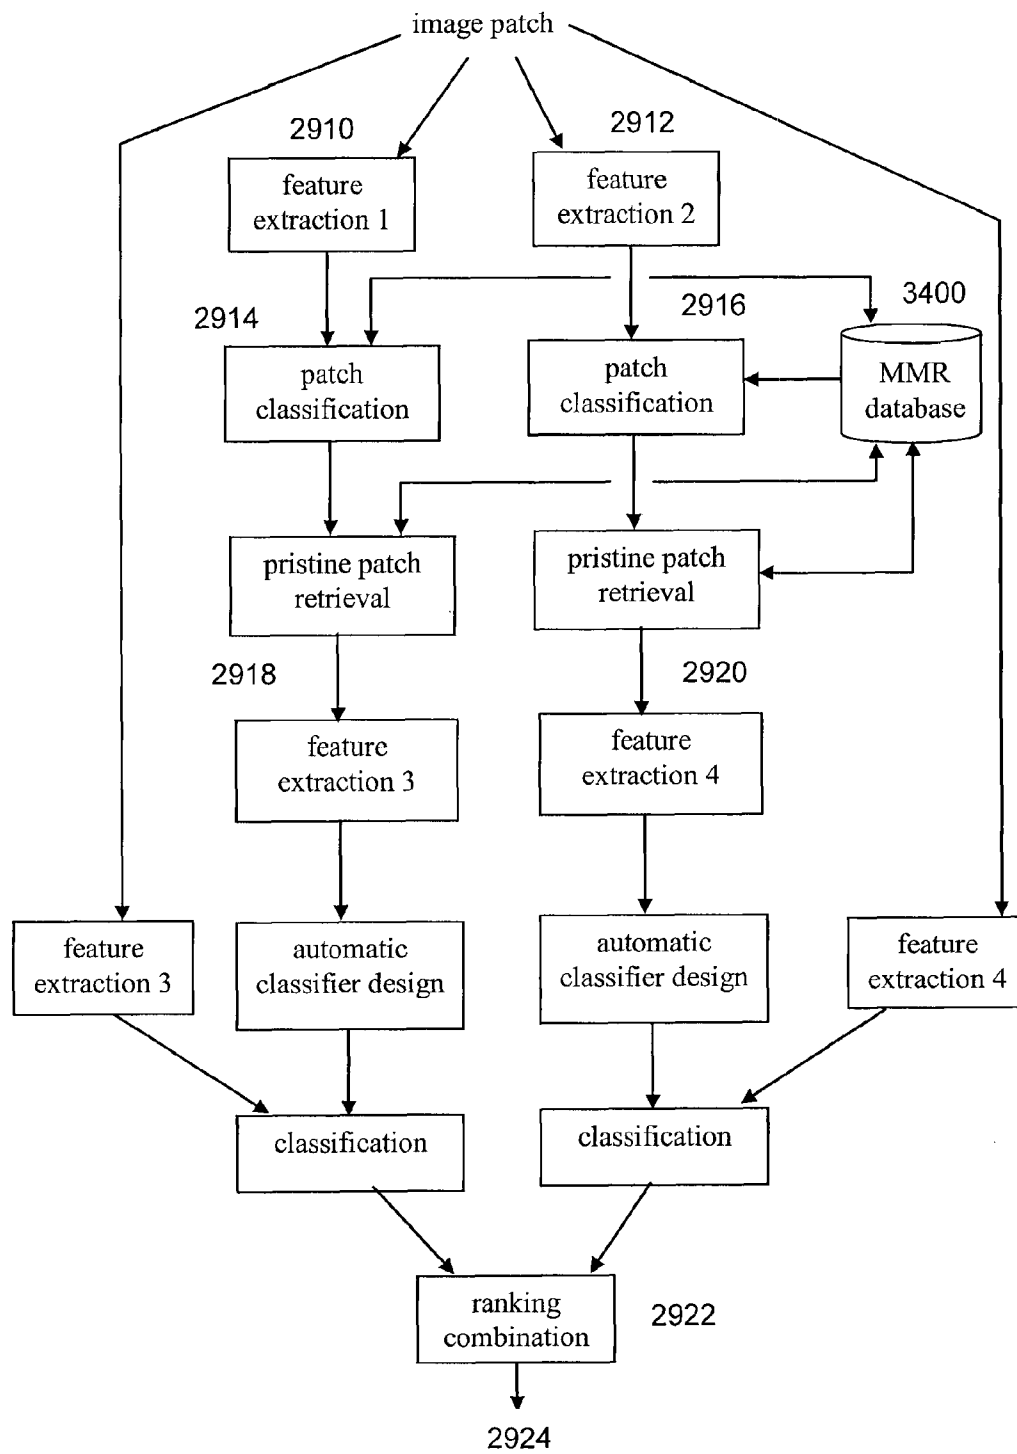 image patch
2910
2912
feature
extraction 1
feature
extraction 2
2914
2916
3400
patch
classification
patch
classification
MMR
database
pristine patch
retrieval
pristine patch
retrieval
2918
2920
feature
extraction 3
feature
extraction 4
feature
extraction 3
automatic
classifier design
automatic
classifier design
feature
extraction 4
classification
classification
ranking
combination
2922
2924